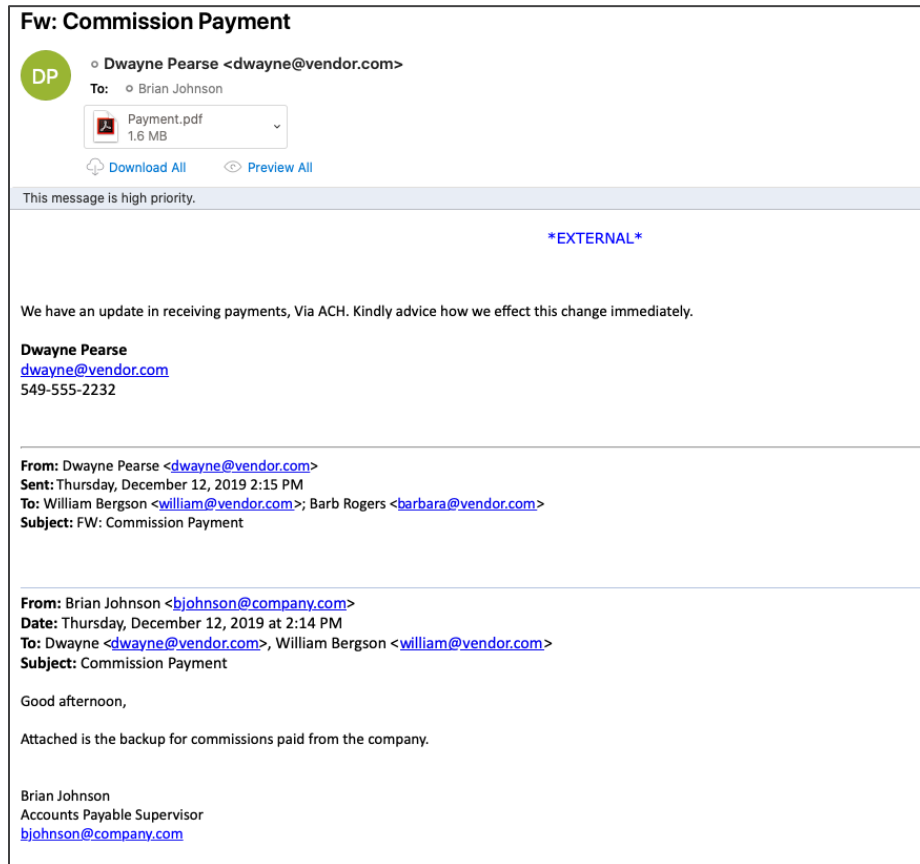 Fw: Commission Payment
DP
Dwayne Pearse <dwayne@vendor.com>
To: Brian Johnson
Payment.pdf
1.6 MB
Download All Preview All
This message is high priority.
*EXTERNAL*
We have an update in receiving payments, Via ACH. Kindly advice how we effect this change immediately.
Dwayne Pearse
dwayne@vendor.com
549-555-2232
From: Dwayne Pearse <dwayne@vendor.com>
Sent: Thursday, December 12, 2019 2:15 PM
To: William Bergson <william@vendor.com>; Barb Rogers <barbara@vendor.com>
Subject: FW: Commission Payment
From: Brian Johnson <bjohnson@company.com>
Date: Thursday, December 12, 2019 at 2:14 PM
To: Dwayne <dwayne@vendor.com>, William Bergson <william@vendor.com>
Subject: Commission Payment
Good afternoon,
Attached is the backup for commissions paid from the company.
Brian Johnson
Accounts Payable Supervisor
bjohnson@company.com